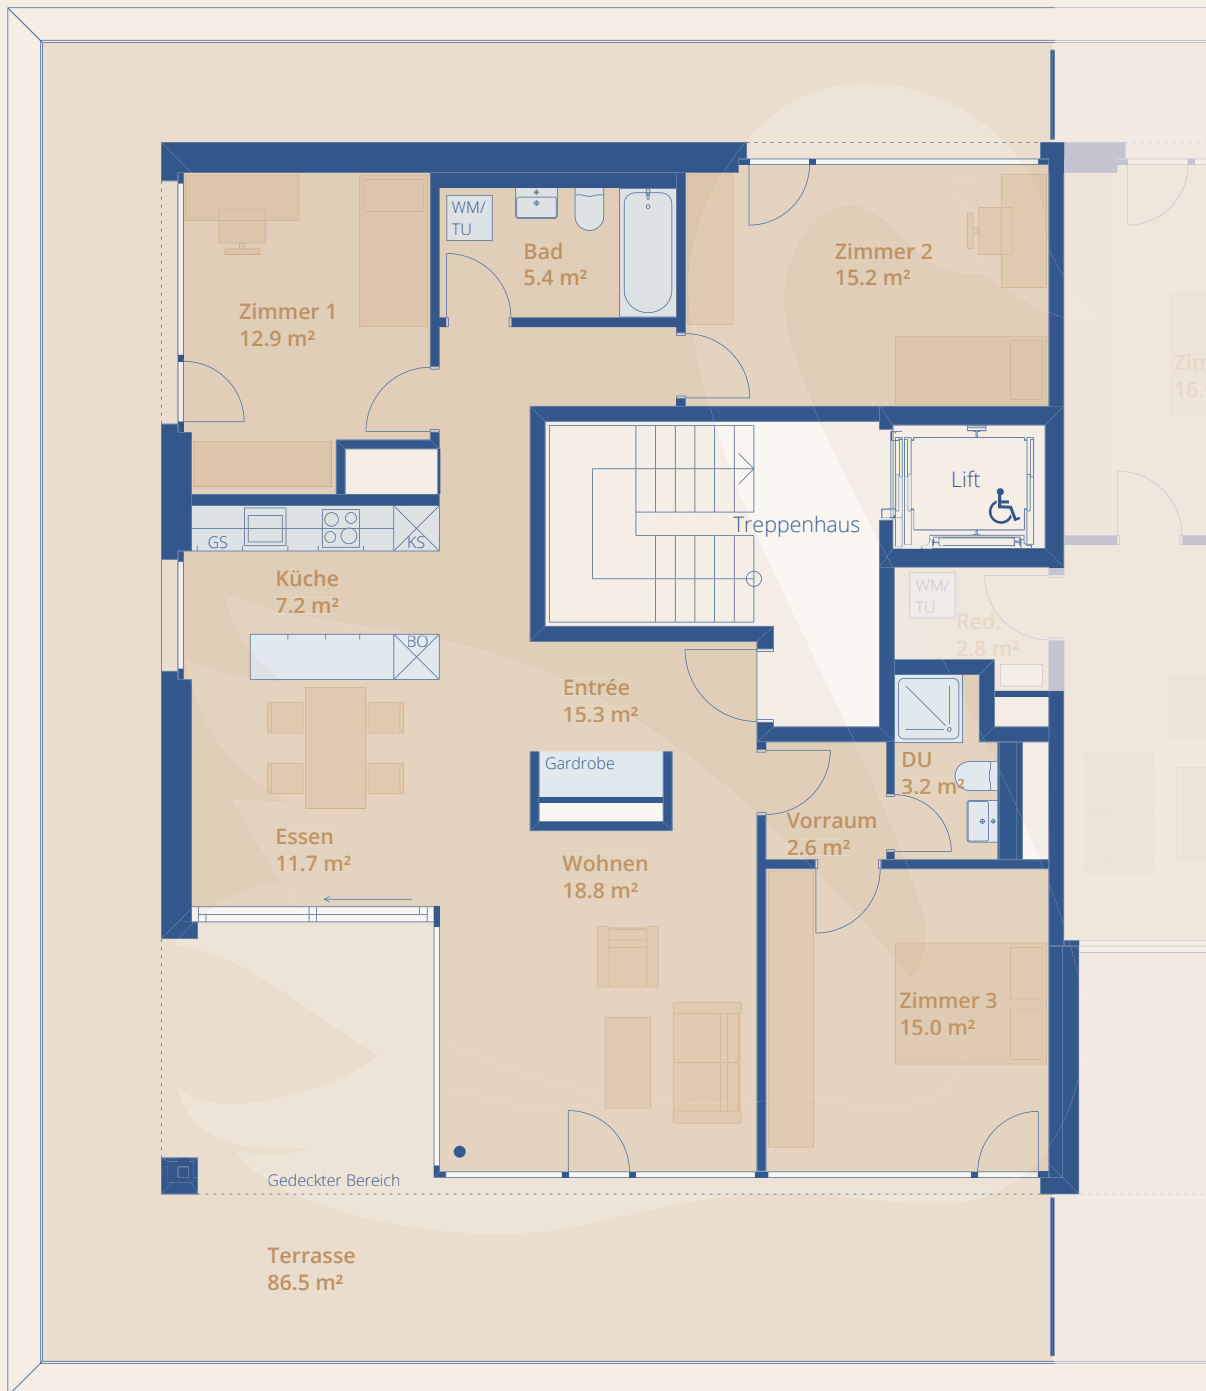 WM/
TU
Bad
5.4 m²
Zimmer 2
15.2 m²
Zimmer 1
12.9 m²
Zim
16.
Lift
Treppenhaus
GS
KS
Küche
7.2 m²
WM/
TU
Red.
2.8 m²
BO
Entrée
15.3 m²
Gardrobe
DU
3.2 m²
Vorraum
2.6 m²
Essen
11.7 m²
Wohnen
18.8 m²
Zimmer 3
15.0 m²
Gedeckter Bereich
Terrasse
86.5 m²